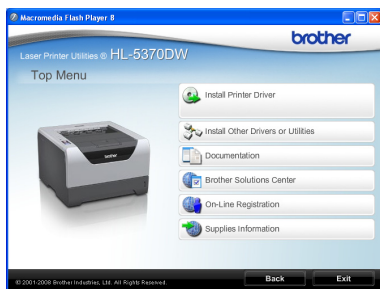 Macromedia Flash Player 8
brother
Laser Printer Utilities ® HL-5370DW
Top Menu
Install Printer Driver
Install Other Drivers or Utilities
Documentation
Brother Solutions Center
On-Line Registration
Supplies Information
© 2001-2008 Brother Industries, Ltd. All Rights Reserved.
Back
Exit